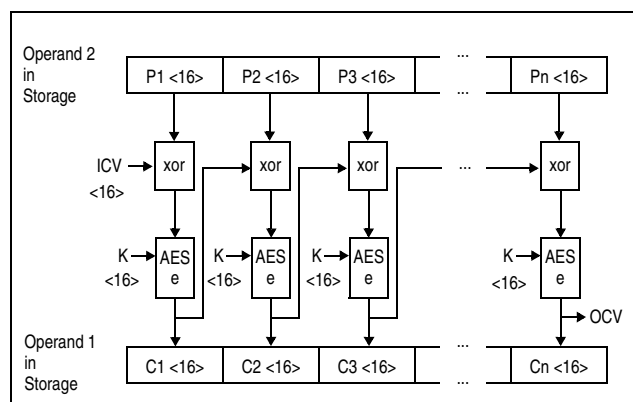 Operand 2
in
Storage
P1 <16> P2 <16> P3 <16> ... ... Pn <16>
ICV
<16>
xor xor xor ... xor
K
<16>
AES
e
K
<16>
AES
e
K
<16>
AES
e
K
<16>
AES
e
OCV
Operand 1
in
Storage
C1 <16> C2 <16> C3 <16> ... ... Cn <16>